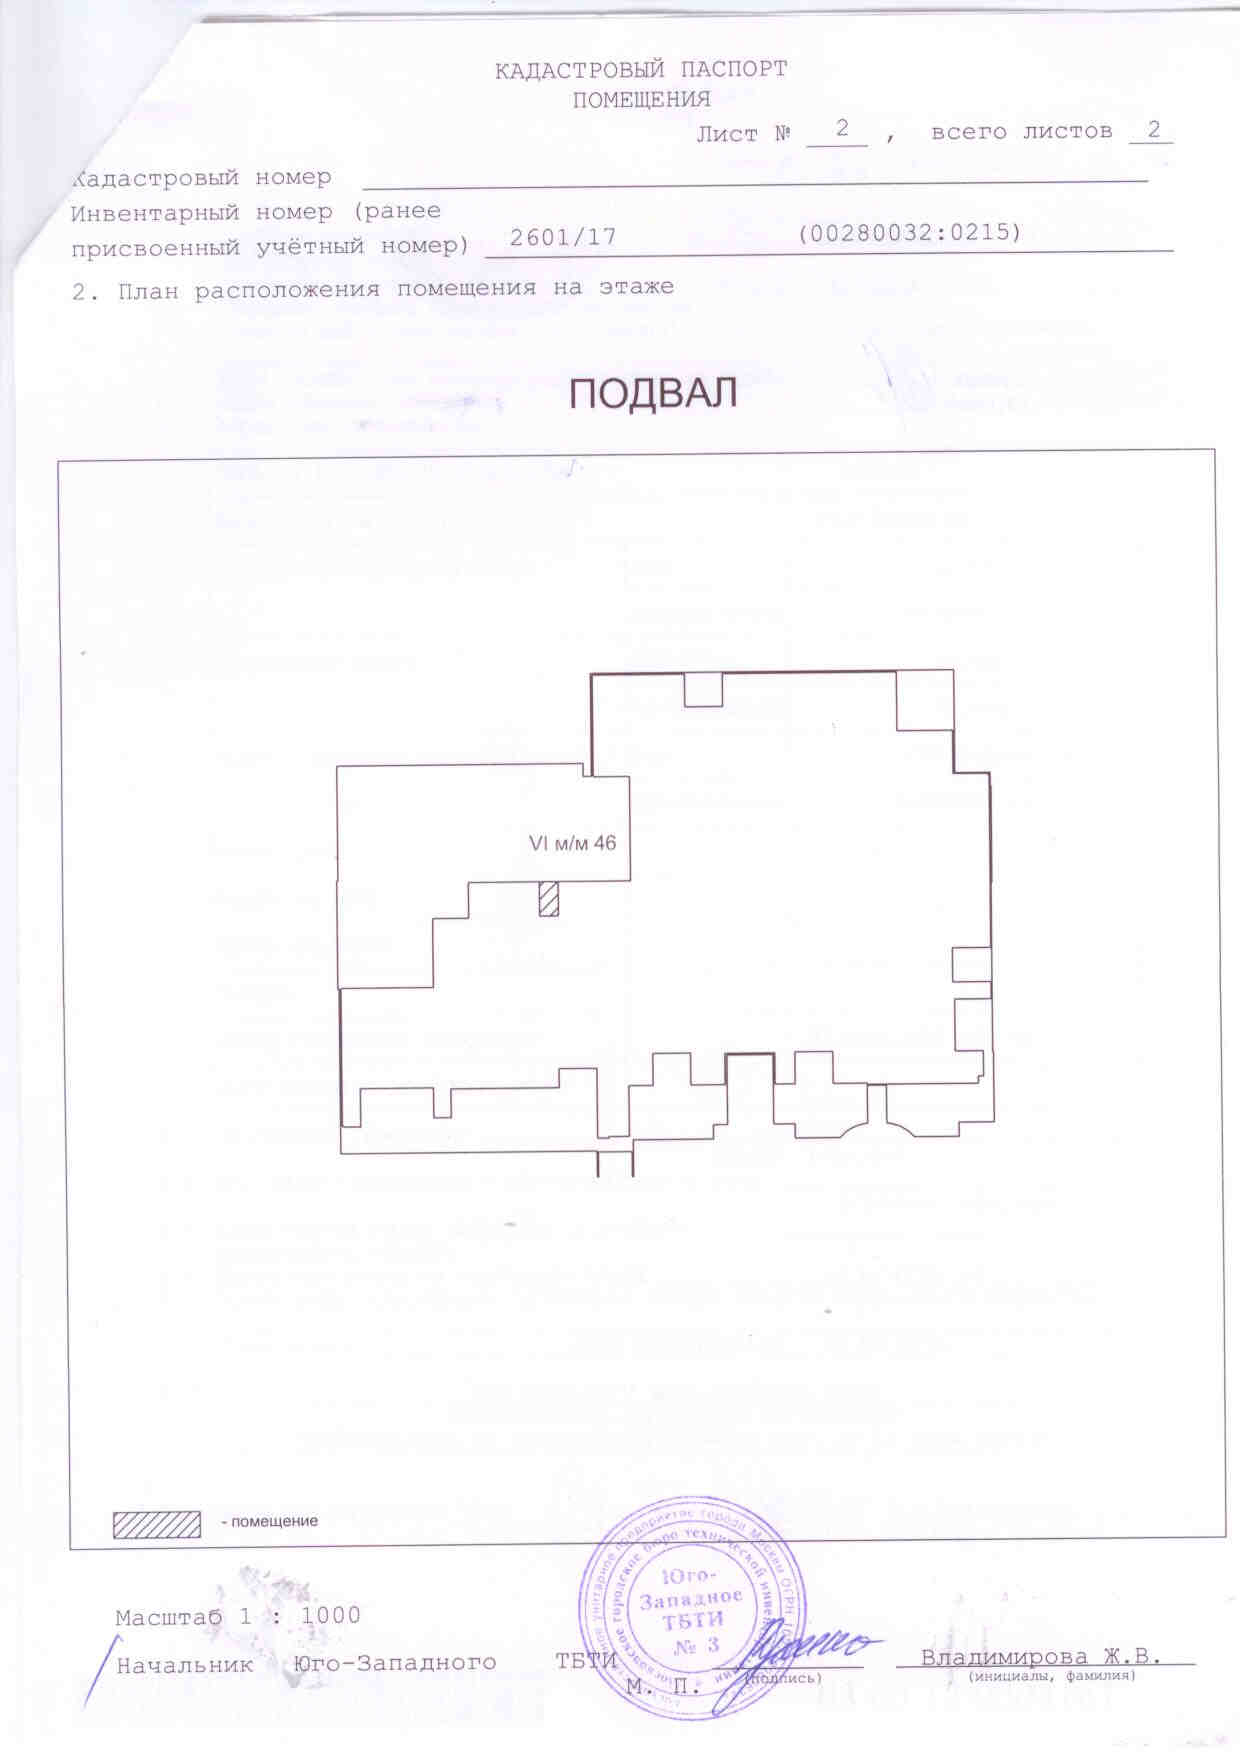 КАДАСТРОВЫЙ ПАСПОРТ
ПОМЕЩЕНИЯ
Лист № 2 , всего листов 2
Кадастровый номер
Инвентарный номер (ранее
присвоенный учётный номер) 2601/17 (00280032:0215)
2. План расположения помещения на этаже
ПОДВАЛ
VI м/м 46
- помещение
Масштаб 1 : 1000
Юго-
Западное
ТБТИ
№ 3
Начальник Юго-Западного ТБТИ Владимирова Ж.В.
М. П. (подпись) (инициалы, фамилия)